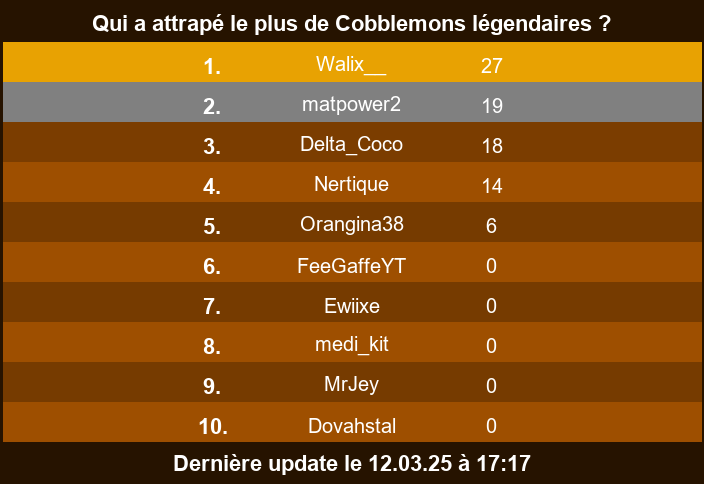 Qui a attrapé le plus de Cobblemons légendaires ?
1. Walix__ 27
2. matpower2 19
3. Delta_Coco 18
4. Nertique 14
5. Orangina38 6
6. FeeGaffeYT 0
7. Ewiixe 0
8. medi_kit 0
9. MrJey 0
10. Dovahstal 0
Dernière update le 12.03.25 à 17:17